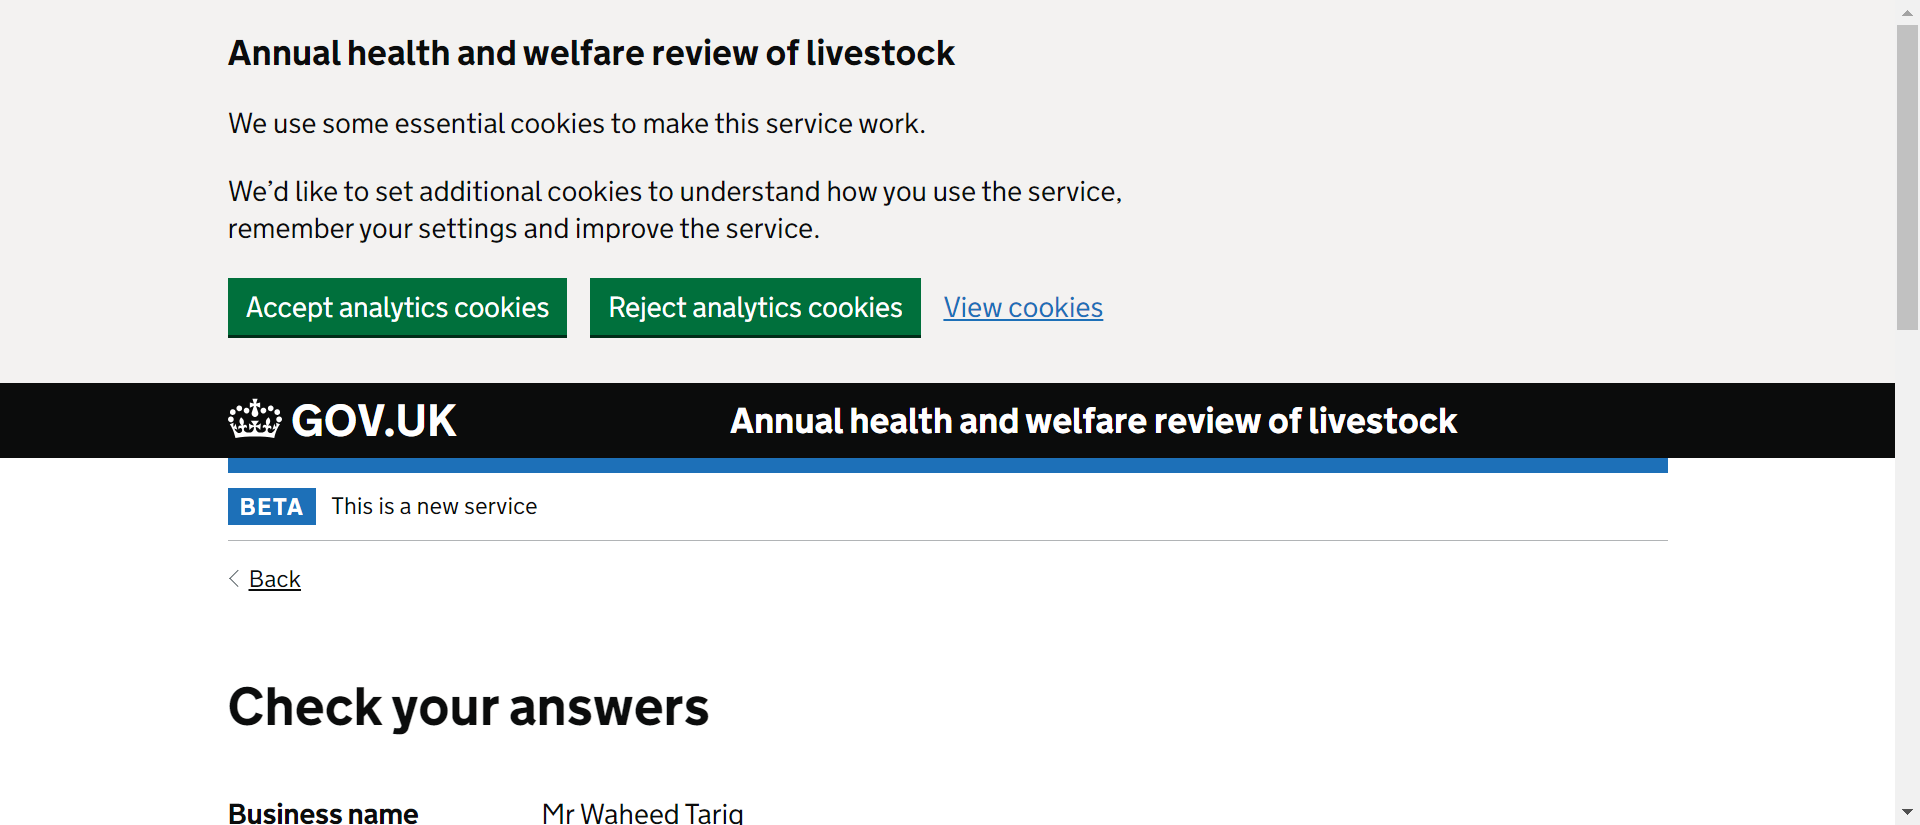 Annual health and welfare review of livestock
We use some essential cookies to make this service work.
We’d like to set additional cookies to understand how you use the service,
remember your settings and improve the service.
Accept analytics cookies
Reject analytics cookies
View cookies
GOV.UK
Annual health and welfare review of livestock
BETA
This is a new service
Back
Check your answers
Business name
Mr Waheed Tariq